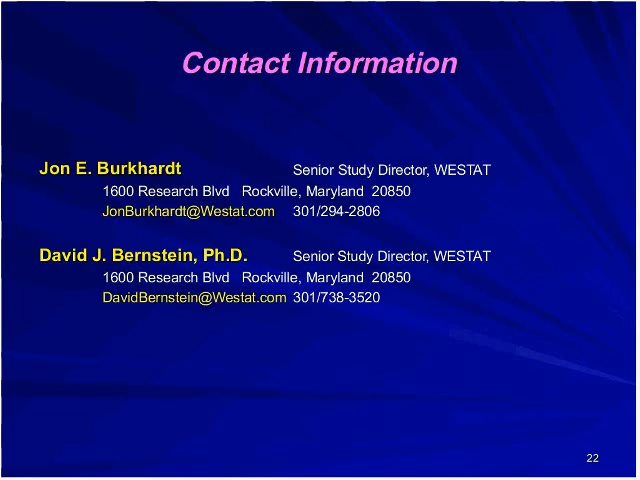 Contact Information
Jon E. Burkhardt Senior Study Director, WESTAT
1600 Research Blvd Rockville, Maryland 20850
JonBurkhardt@Westat.com 301/294-2806
David J. Bernstein, Ph.D. Senior Study Director, WESTAT
1600 Research Blvd Rockville, Maryland 20850
DavidBernstein@Westat.com 301/738-3520
22